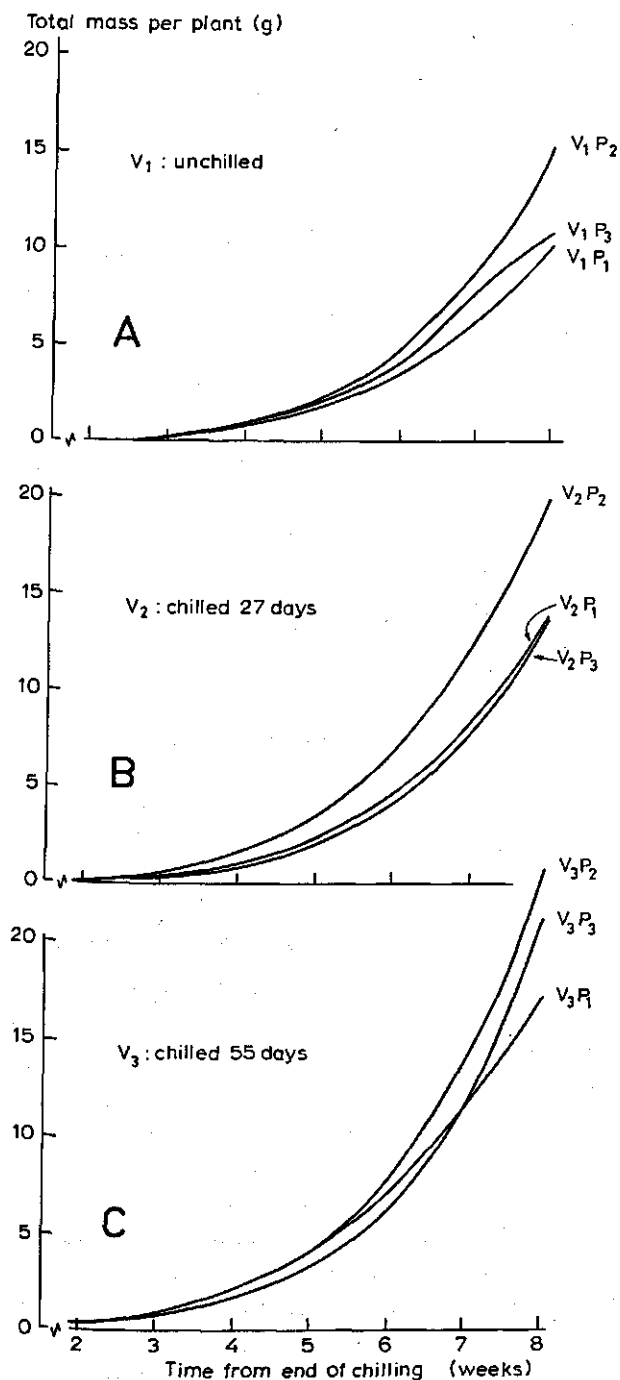 Total mass per plant (g)
20
15
10
5
0
V₁ : unchilled
A
V₁P₂
V₁P₃
V₁P₁
20
15
10
5
0
V₂ : chilled 27 days
B
V₂P₂
V₂P₁
V₂P₃
20
15
10
5
0
V₃ : chilled 55 days
C
V₃P₂
V₃P₃
V₃P₁
2 3 4 5 6 7 8
Time from end of chilling (weeks)